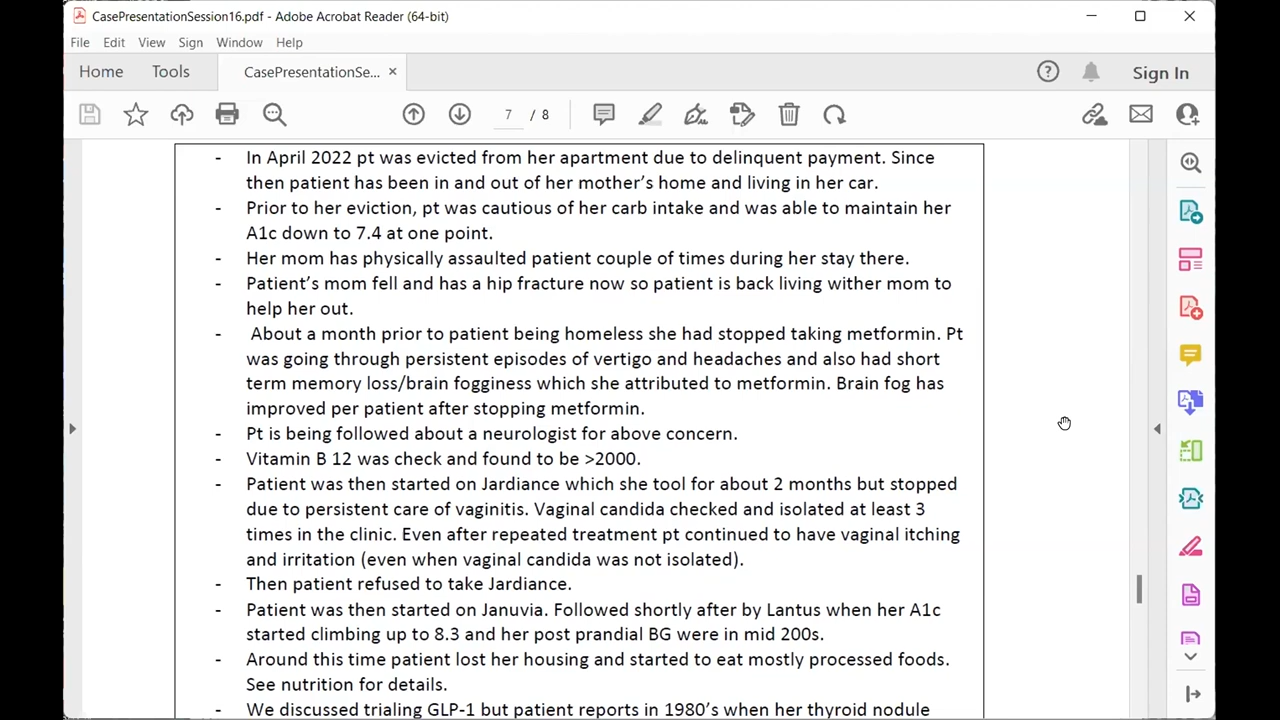 CasePresentationSession16.pdf - Adobe Acrobat Reader (64-bit)
File Edit View Sign Window Help
Home Tools CasePresentationSe... × Sign In
7 / 8
- In April 2022 pt was evicted from her apartment due to delinquent payment. Since
then patient has been in and out of her mother's home and living in her car.
- Prior to her eviction, pt was cautious of her carb intake and was able to maintain her
A1c down to 7.4 at one point.
- Her mom has physically assaulted patient couple of times during her stay there.
- Patient's mom fell and has a hip fracture now so patient is back living wither mom to
help her out.
- About a month prior to patient being homeless she had stopped taking metformin. Pt
was going through persistent episodes of vertigo and headaches and also had short
term memory loss/brain fogginess which she attributed to metformin. Brain fog has
improved per patient after stopping metformin.
- Pt is being followed about a neurologist for above concern.
- Vitamin B 12 was check and found to be >2000.
- Patient was then started on Jardiance which she tool for about 2 months but stopped
due to persistent care of vaginitis. Vaginal candida checked and isolated at least 3
times in the clinic. Even after repeated treatment pt continued to have vaginal itching
and irritation (even when vaginal candida was not isolated).
- Then patient refused to take Jardiance.
- Patient was then started on Januvia. Followed shortly after by Lantus when her A1c
started climbing up to 8.3 and her post prandial BG were in mid 200s.
- Around this time patient lost her housing and started to eat mostly processed foods.
See nutrition for details.
- We discussed trialing GLP-1 but patient reports in 1980's when her thyroid nodule